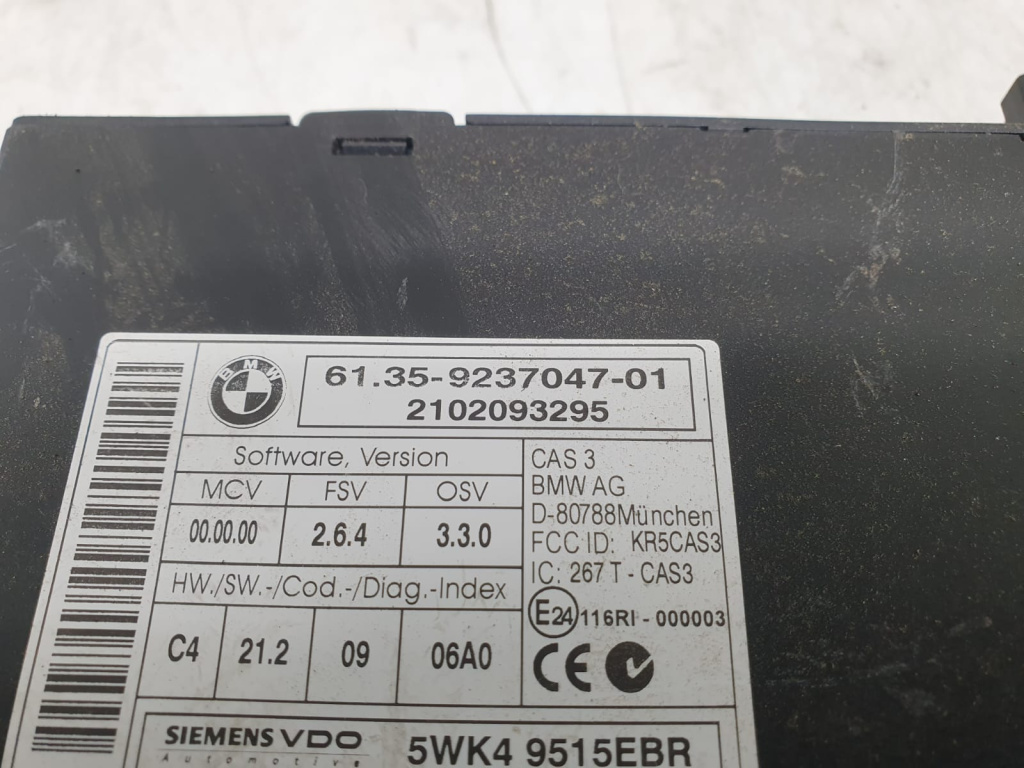 BMW
61.35-9237047-01
2102093295
Software, Version
MCV FSV OSV
00.00.00 2.6.4 3.3.0
HW./SW.-/Cod.-/Diag.-Index
C4 21.2 09 06A0
CAS 3
BMW AG
D-80788München
FCC ID: KR5CAS3
IC: 267 T - CAS3
E24 116RI - 000003
CE
SIEMENS VDO
Automotive
5WK4 9515EBR